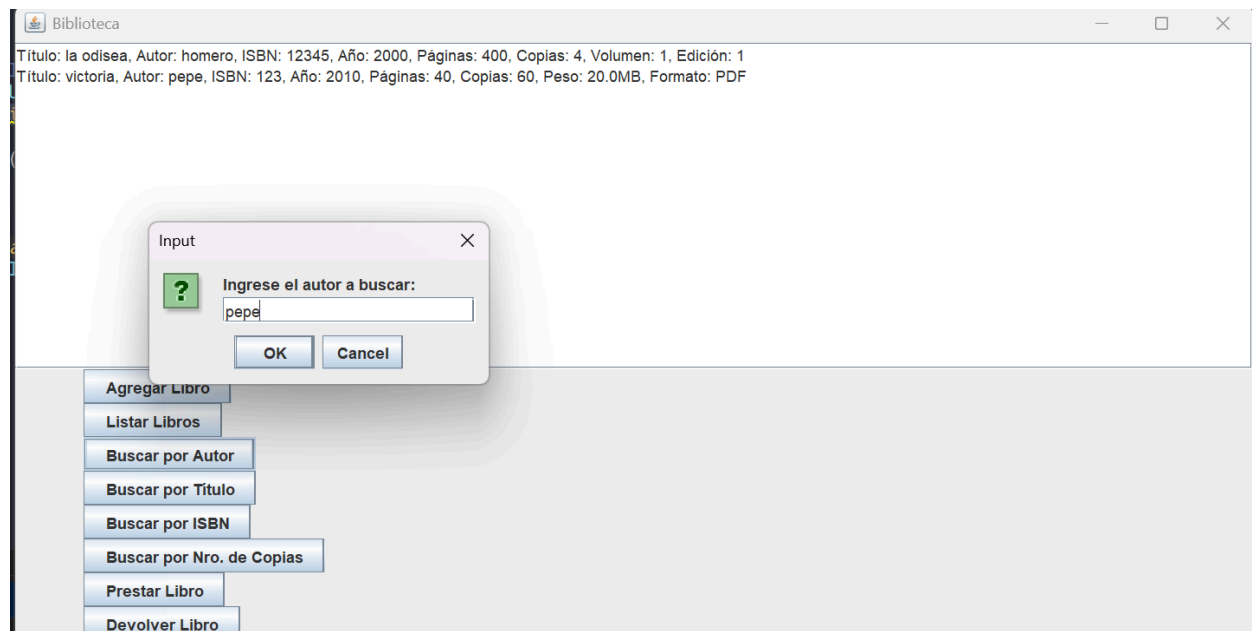 Biblioteca
Título: la odisea, Autor: homero, ISBN: 12345, Año: 2000, Páginas: 400, Copias: 4, Volumen: 1, Edición: 1
Título: victoria, Autor: pepe, ISBN: 123, Año: 2010, Páginas: 40, Copias: 60, Peso: 20.0MB, Formato: PDF
Input
?
Ingrese el autor a buscar:
pepe
OK Cancel
Agregar Libro
Listar Libros
Buscar por Autor
Buscar por Título
Buscar por ISBN
Buscar por Nro. de Copias
Prestar Libro
Devolver Libro